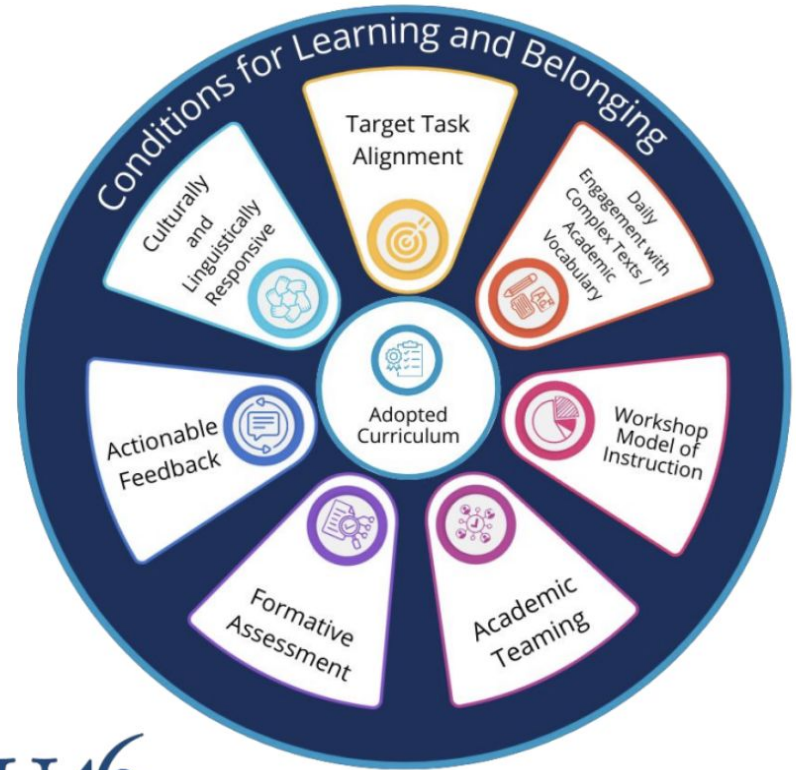 Conditions for Learning and Belonging
Target Task
Alignment
Daily
Engagement with
Complex Texts /
Academic
Vocabulary
Workshop
Model of
Instruction
Academic
Teaming
Formative
Assessment
Actionable
Feedback
Culturally
and
Linguistically
Responsive
Adopted
Curriculum